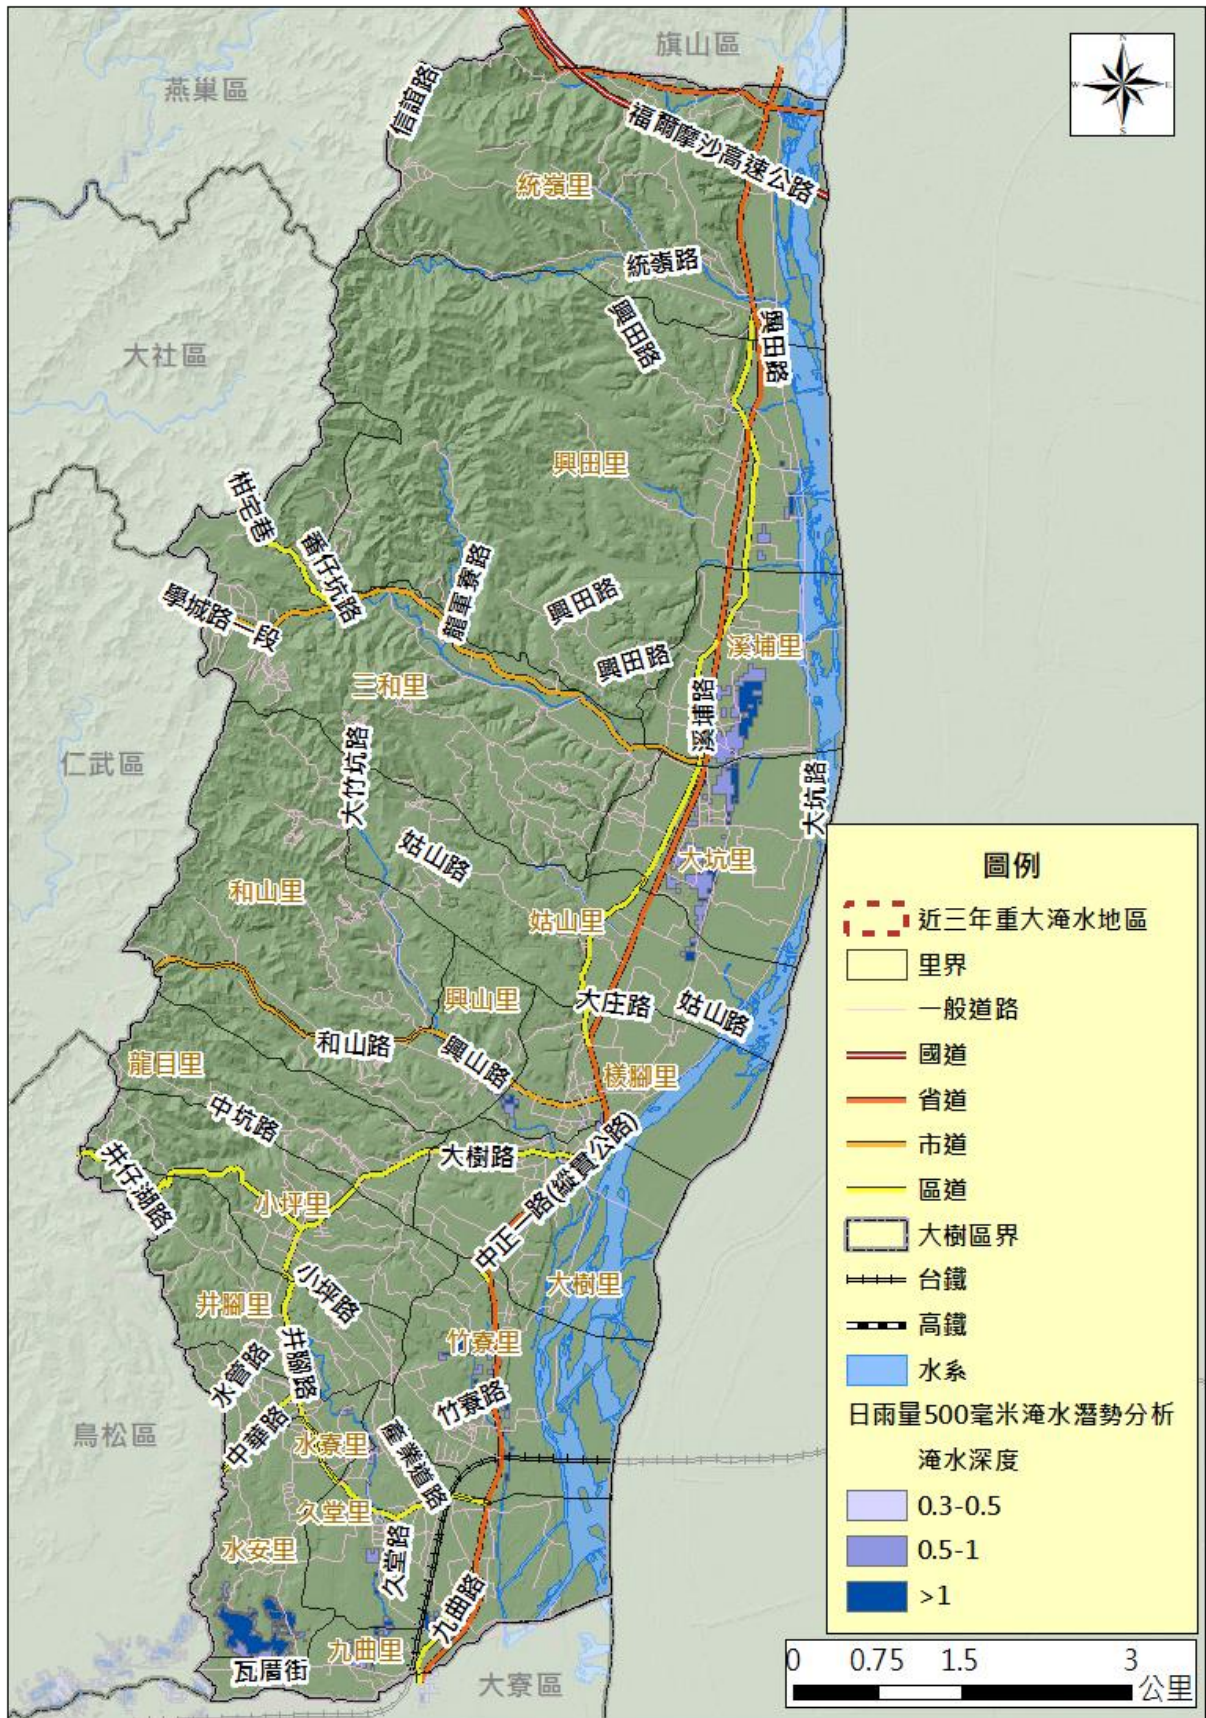 旗山區
N
W
E
S
燕巢區
信誼路
福爾摩沙高速公路
統嶺里
統嶺路
興田路
興田路
大社區
興田里
柑宅巷
番仔坑路
龍軍寮路
興田路
學城路一段
興田路
溪埔里
三和里
溪埔路
仁武區
大竹坑路
大坑路
姑山路
大坑里
和山里
姑山里
興山里
大庄路
姑山路
和山路
興山路
龍目里
檨腳里
中坑路
大樹路
井仔湖路
中正一路(縱貫公路)
小坪里
小坪路
大樹里
井腳里
竹寮里
井腳路
水管路
竹寮路
中華路
鳥松區
水寮里
產業道路
久堂里
水安里
久堂路
九曲路
九曲里
瓦厝街
大寮區
圖例
近三年重大淹水地區
里界
一般道路
國道
省道
市道
區道
大樹區界
台鐵
高鐵
水系
日雨量500毫米淹水潛勢分析
淹水深度
0.3-0.5
0.5-1
>1
0 0.75 1.5 3
公里